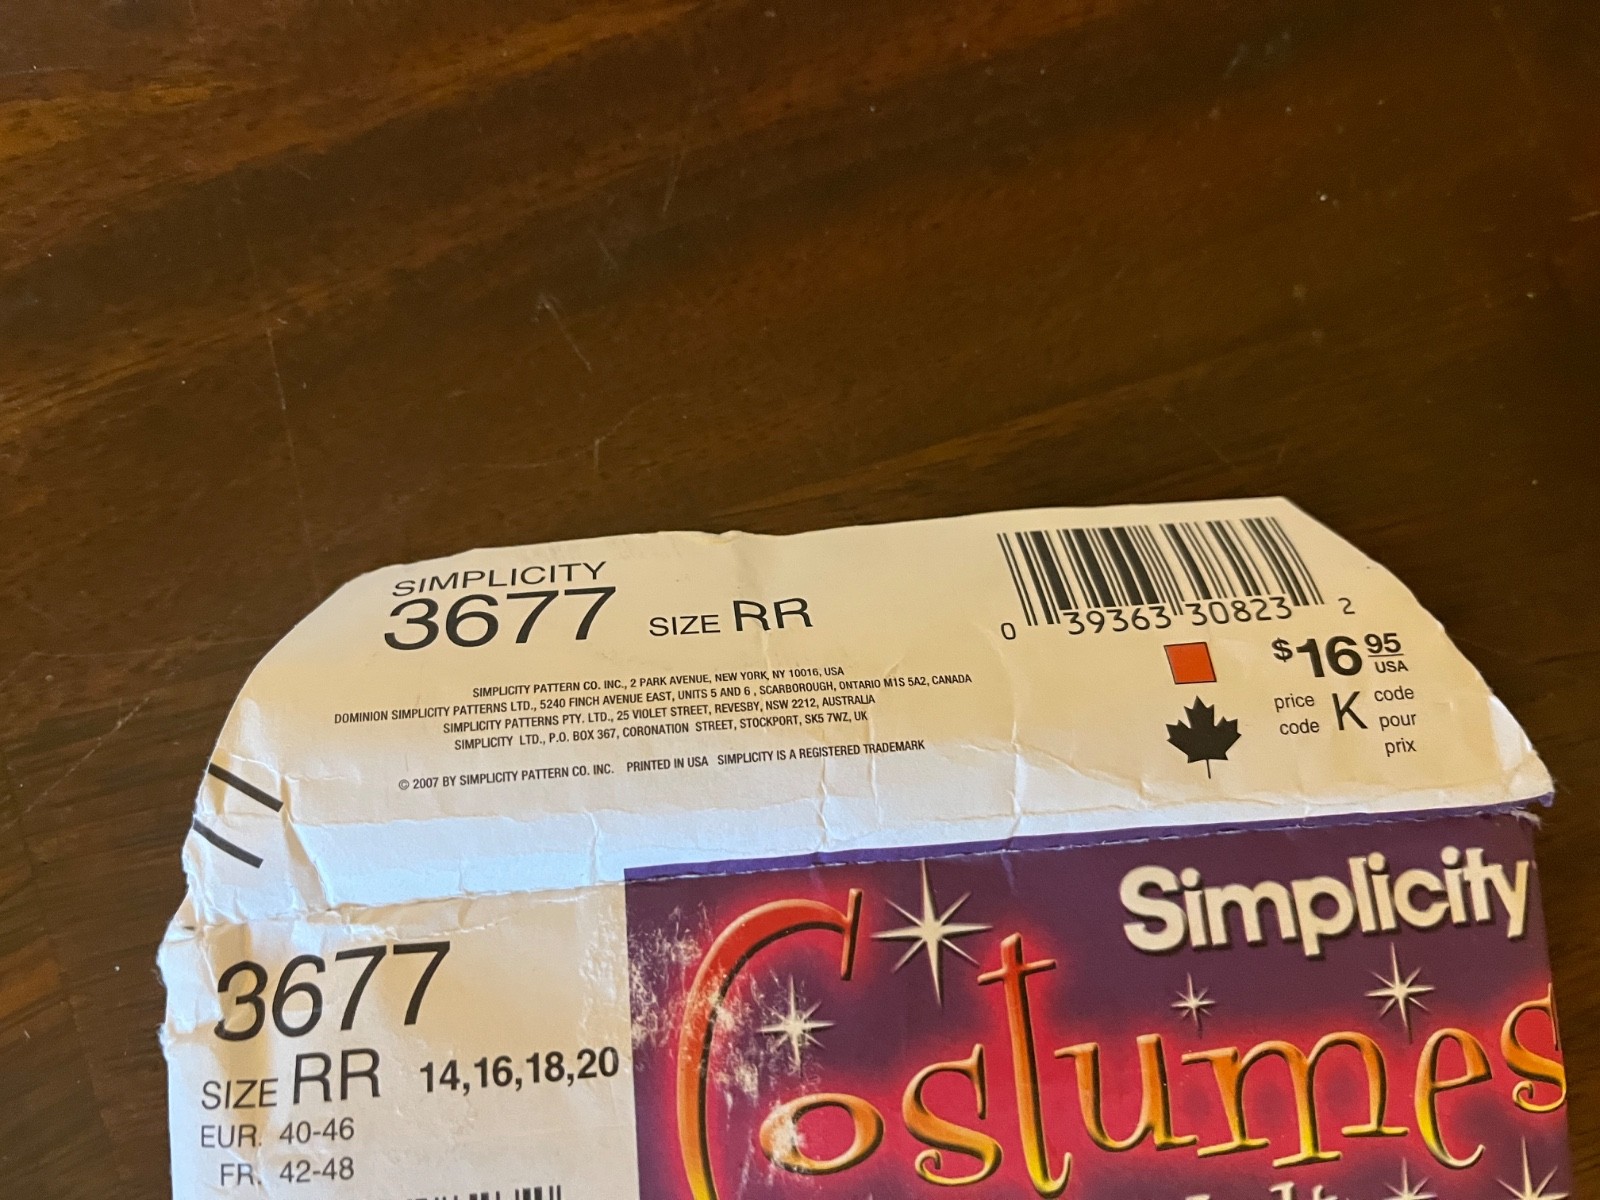 SIMPLICITY
3677 SIZE RR
SIMPLICITY PATTERN CO. INC., 2 PARK AVENUE, NEW YORK, NY 10016, USA
DOMINION SIMPLICITY PATTERNS LTD., 5240 FINCH AVENUE EAST, UNITS 5 AND 6 , SCARBOROUGH, ONTARIO M1S 5A2, CANADA
SIMPLICITY PATTERNS PTY. LTD., 25 VIOLET STREET, REVESBY, NSW 2212, AUSTRALIA
SIMPLICITY LTD., P.O. BOX 367, CORONATION STREET, STOCKPORT, SK5 7WZ, UK
© 2007 BY SIMPLICITY PATTERN CO. INC. PRINTED IN USA SIMPLICITY IS A REGISTERED TRADEMARK
0 39363 30823 2
$16 95
USA
price code K code pour prix
Simplicity
Costumes
3677
SIZE RR 14,16,18,20
EUR. 40-46
FR. 42-48